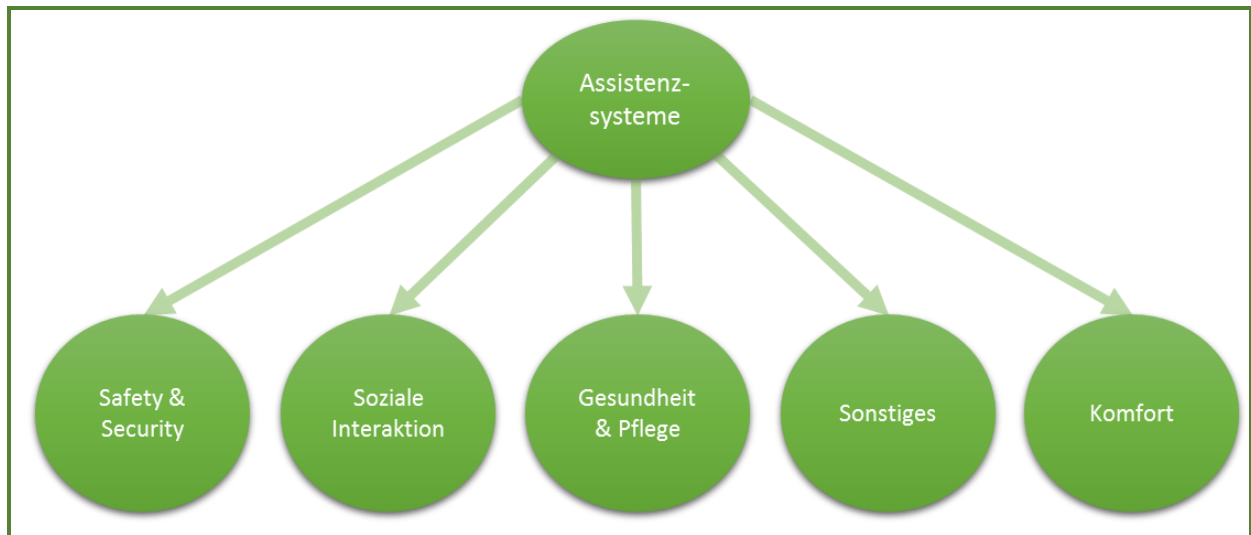 Assistenz-
systeme
Safety &
Security
Soziale
Interaktion
Gesundheit
& Pflege
Sonstiges
Komfort